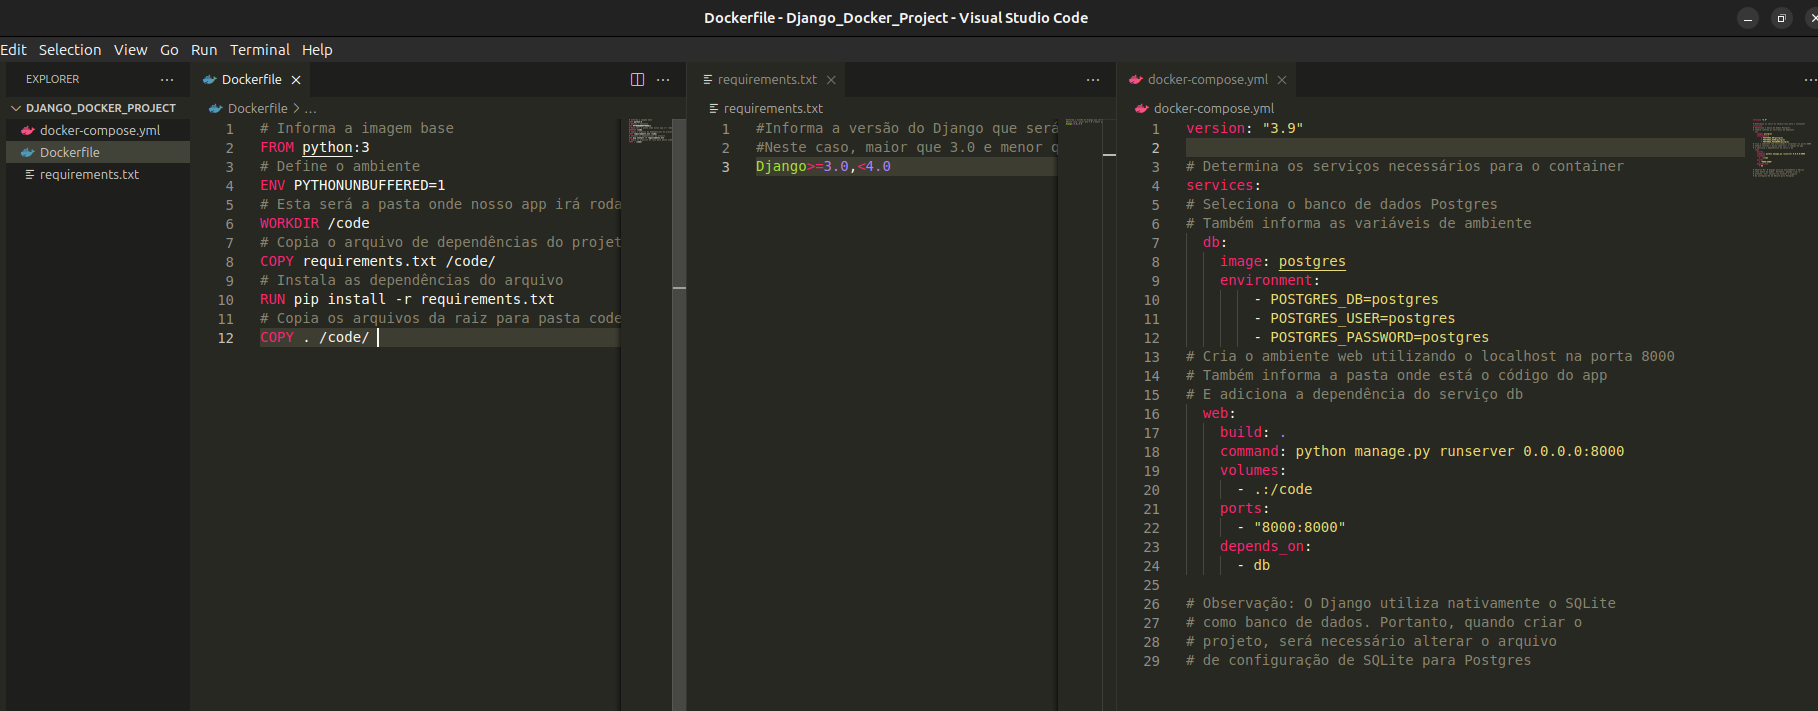 Dockerfile - Django_Docker_Project - Visual Studio Code
Edit Selection View Go Run Terminal Help
EXPLORER
DJANGO_DOCKER_PROJECT
docker-compose.yml
Dockerfile
requirements.txt
Dockerfile
Dockerfile > ...
1 # Informa a imagem base
2 FROM python:3
3 # Define o ambiente
4 ENV PYTHONUNBUFFERED=1
5 # Esta será a pasta onde nosso app irá roda
6 WORKDIR /code
7 # Copia o arquivo de dependências do projet
8 COPY requirements.txt /code/
9 # Instala as dependências do arquivo
10 RUN pip install -r requirements.txt
11 # Copia os arquivos da raiz para pasta code
12 COPY . /code/
requirements.txt
requirements.txt
1 #Informa a versão do Django que será
2 #Neste caso, maior que 3.0 e menor q
3 Django>=3.0,<4.0
docker-compose.yml
docker-compose.yml
1 version: "3.9"
2
3 # Determina os serviços necessários para o container
4 services:
5 # Seleciona o banco de dados Postgres
6 # Também informa as variáveis de ambiente
7 db:
8 image: postgres
9 environment:
10 - POSTGRES_DB=postgres
11 - POSTGRES_USER=postgres
12 - POSTGRES_PASSWORD=postgres
13 # Cria o ambiente web utilizando o localhost na porta 8000
14 # Também informa a pasta onde está o código do app
15 # E adiciona a dependência do serviço db
16 web:
17 build: .
18 command: python manage.py runserver 0.0.0.0:8000
19 volumes:
20 - .:/code
21 ports:
22 - "8000:8000"
23 depends_on:
24 - db
25
26 # Observação: O Django utiliza nativamente o SQLite
27 # como banco de dados. Portanto, quando criar o
28 # projeto, será necessário alterar o arquivo
29 # de configuração de SQLite para Postgres